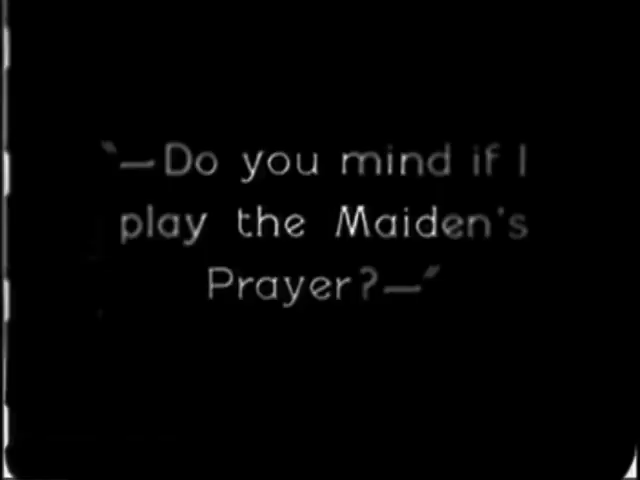 "—Do you mind if I
play the Maiden's
Prayer?—"